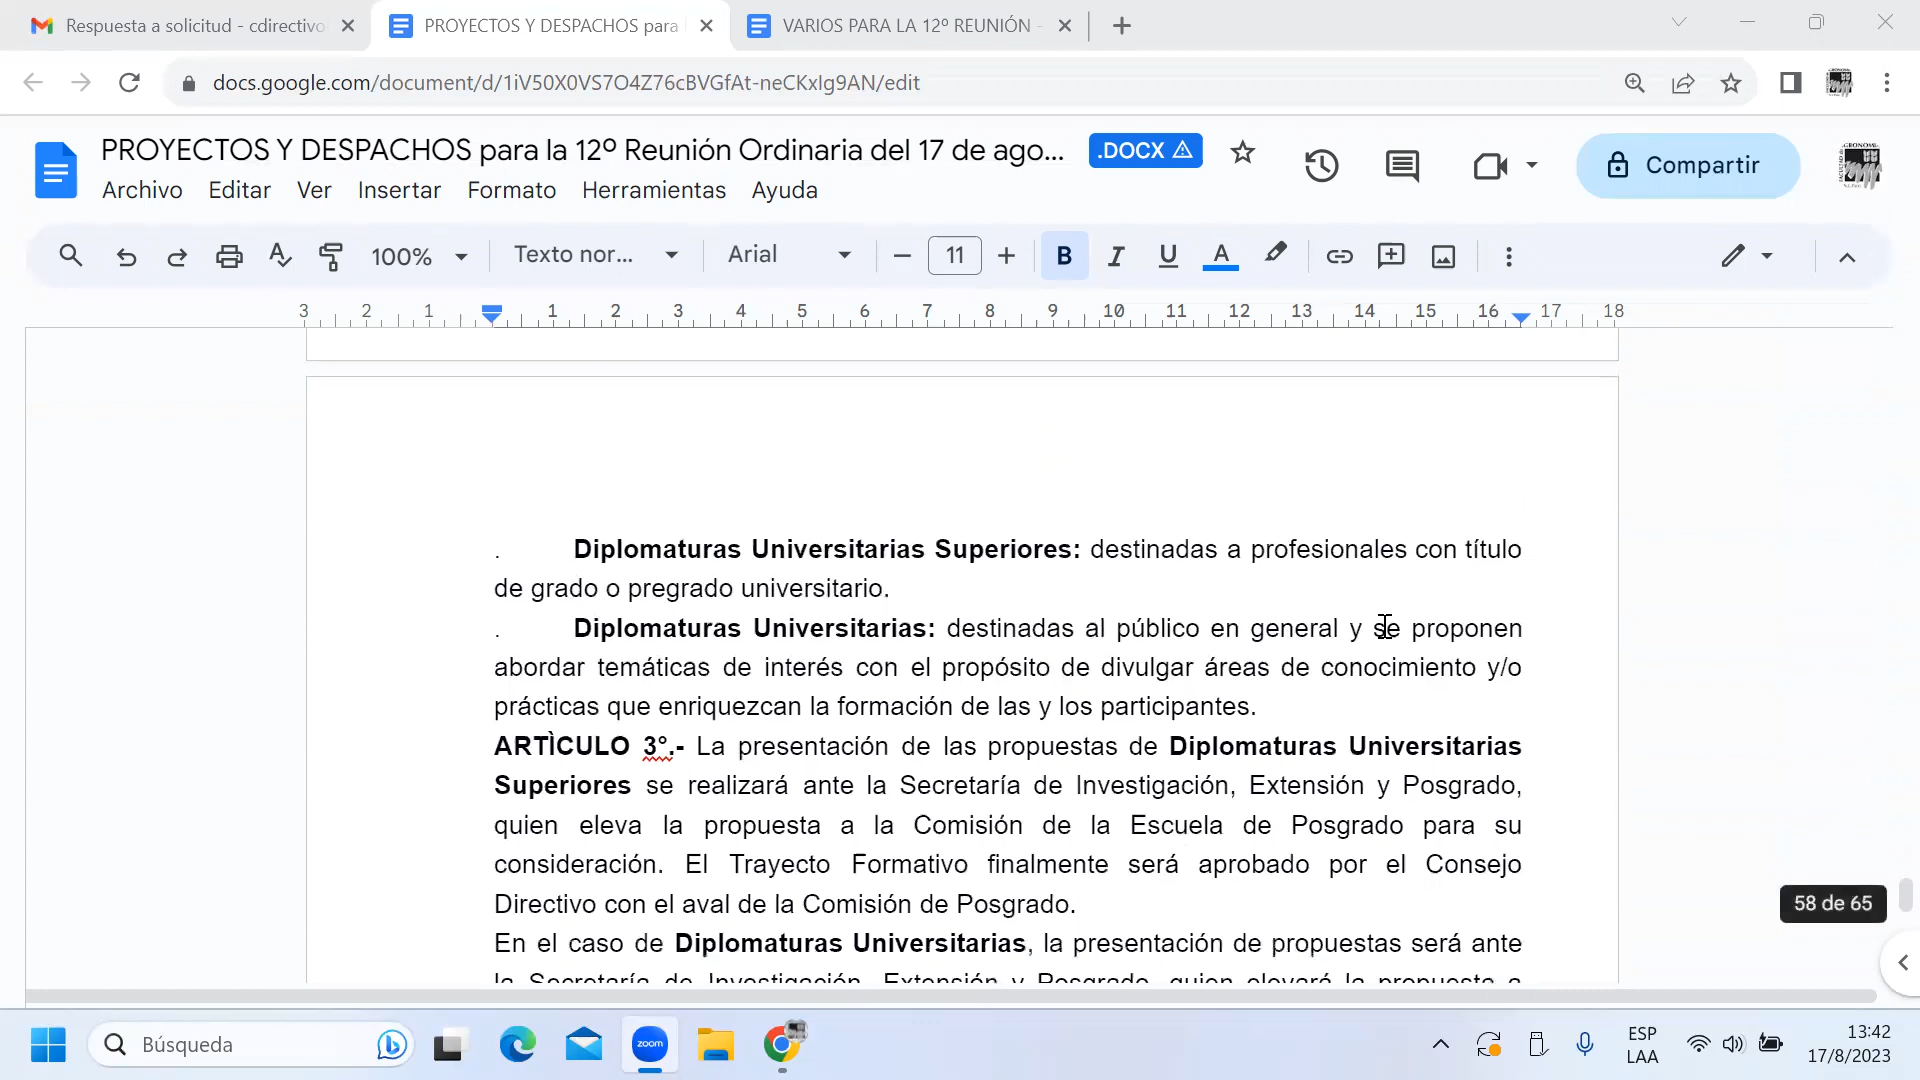 Respuesta a solicitud - cdirectivo
PROYECTOS Y DESPACHOS para
VARIOS PARA LA 12º REUNIÓN -
docs.google.com/document/d/1iV50X0VS7O4Z76cBVGfAt-neCKxIg9AN/edit
PROYECTOS Y DESPACHOS para la 12º Reunión Ordinaria del 17 de ago...
.DOCX
Compartir
Archivo Editar Ver Insertar Formato Herramientas Ayuda
100% Texto nor... Arial 11 B I U A
3 2 1 1 2 3 4 5 6 7 8 9 10 11 12 13 14 15 16 17 18
. Diplomaturas Universitarias Superiores: destinadas a profesionales con título
de grado o pregrado universitario.
. Diplomaturas Universitarias: destinadas al público en general y se proponen
abordar temáticas de interés con el propósito de divulgar áreas de conocimiento y/o
prácticas que enriquezcan la formación de las y los participantes.
ARTÌCULO 3°.- La presentación de las propuestas de Diplomaturas Universitarias
Superiores se realizará ante la Secretaría de Investigación, Extensión y Posgrado,
quien eleva la propuesta a la Comisión de la Escuela de Posgrado para su
consideración. El Trayecto Formativo finalmente será aprobado por el Consejo
Directivo con el aval de la Comisión de Posgrado.
58 de 65
En el caso de Diplomaturas Universitarias, la presentación de propuestas será ante
la Secretaría de Investigación, Extensión y Posgrado, quien elevará la propuesta a
Búsqueda
zoom
ESP
LAA
13:42
17/8/2023